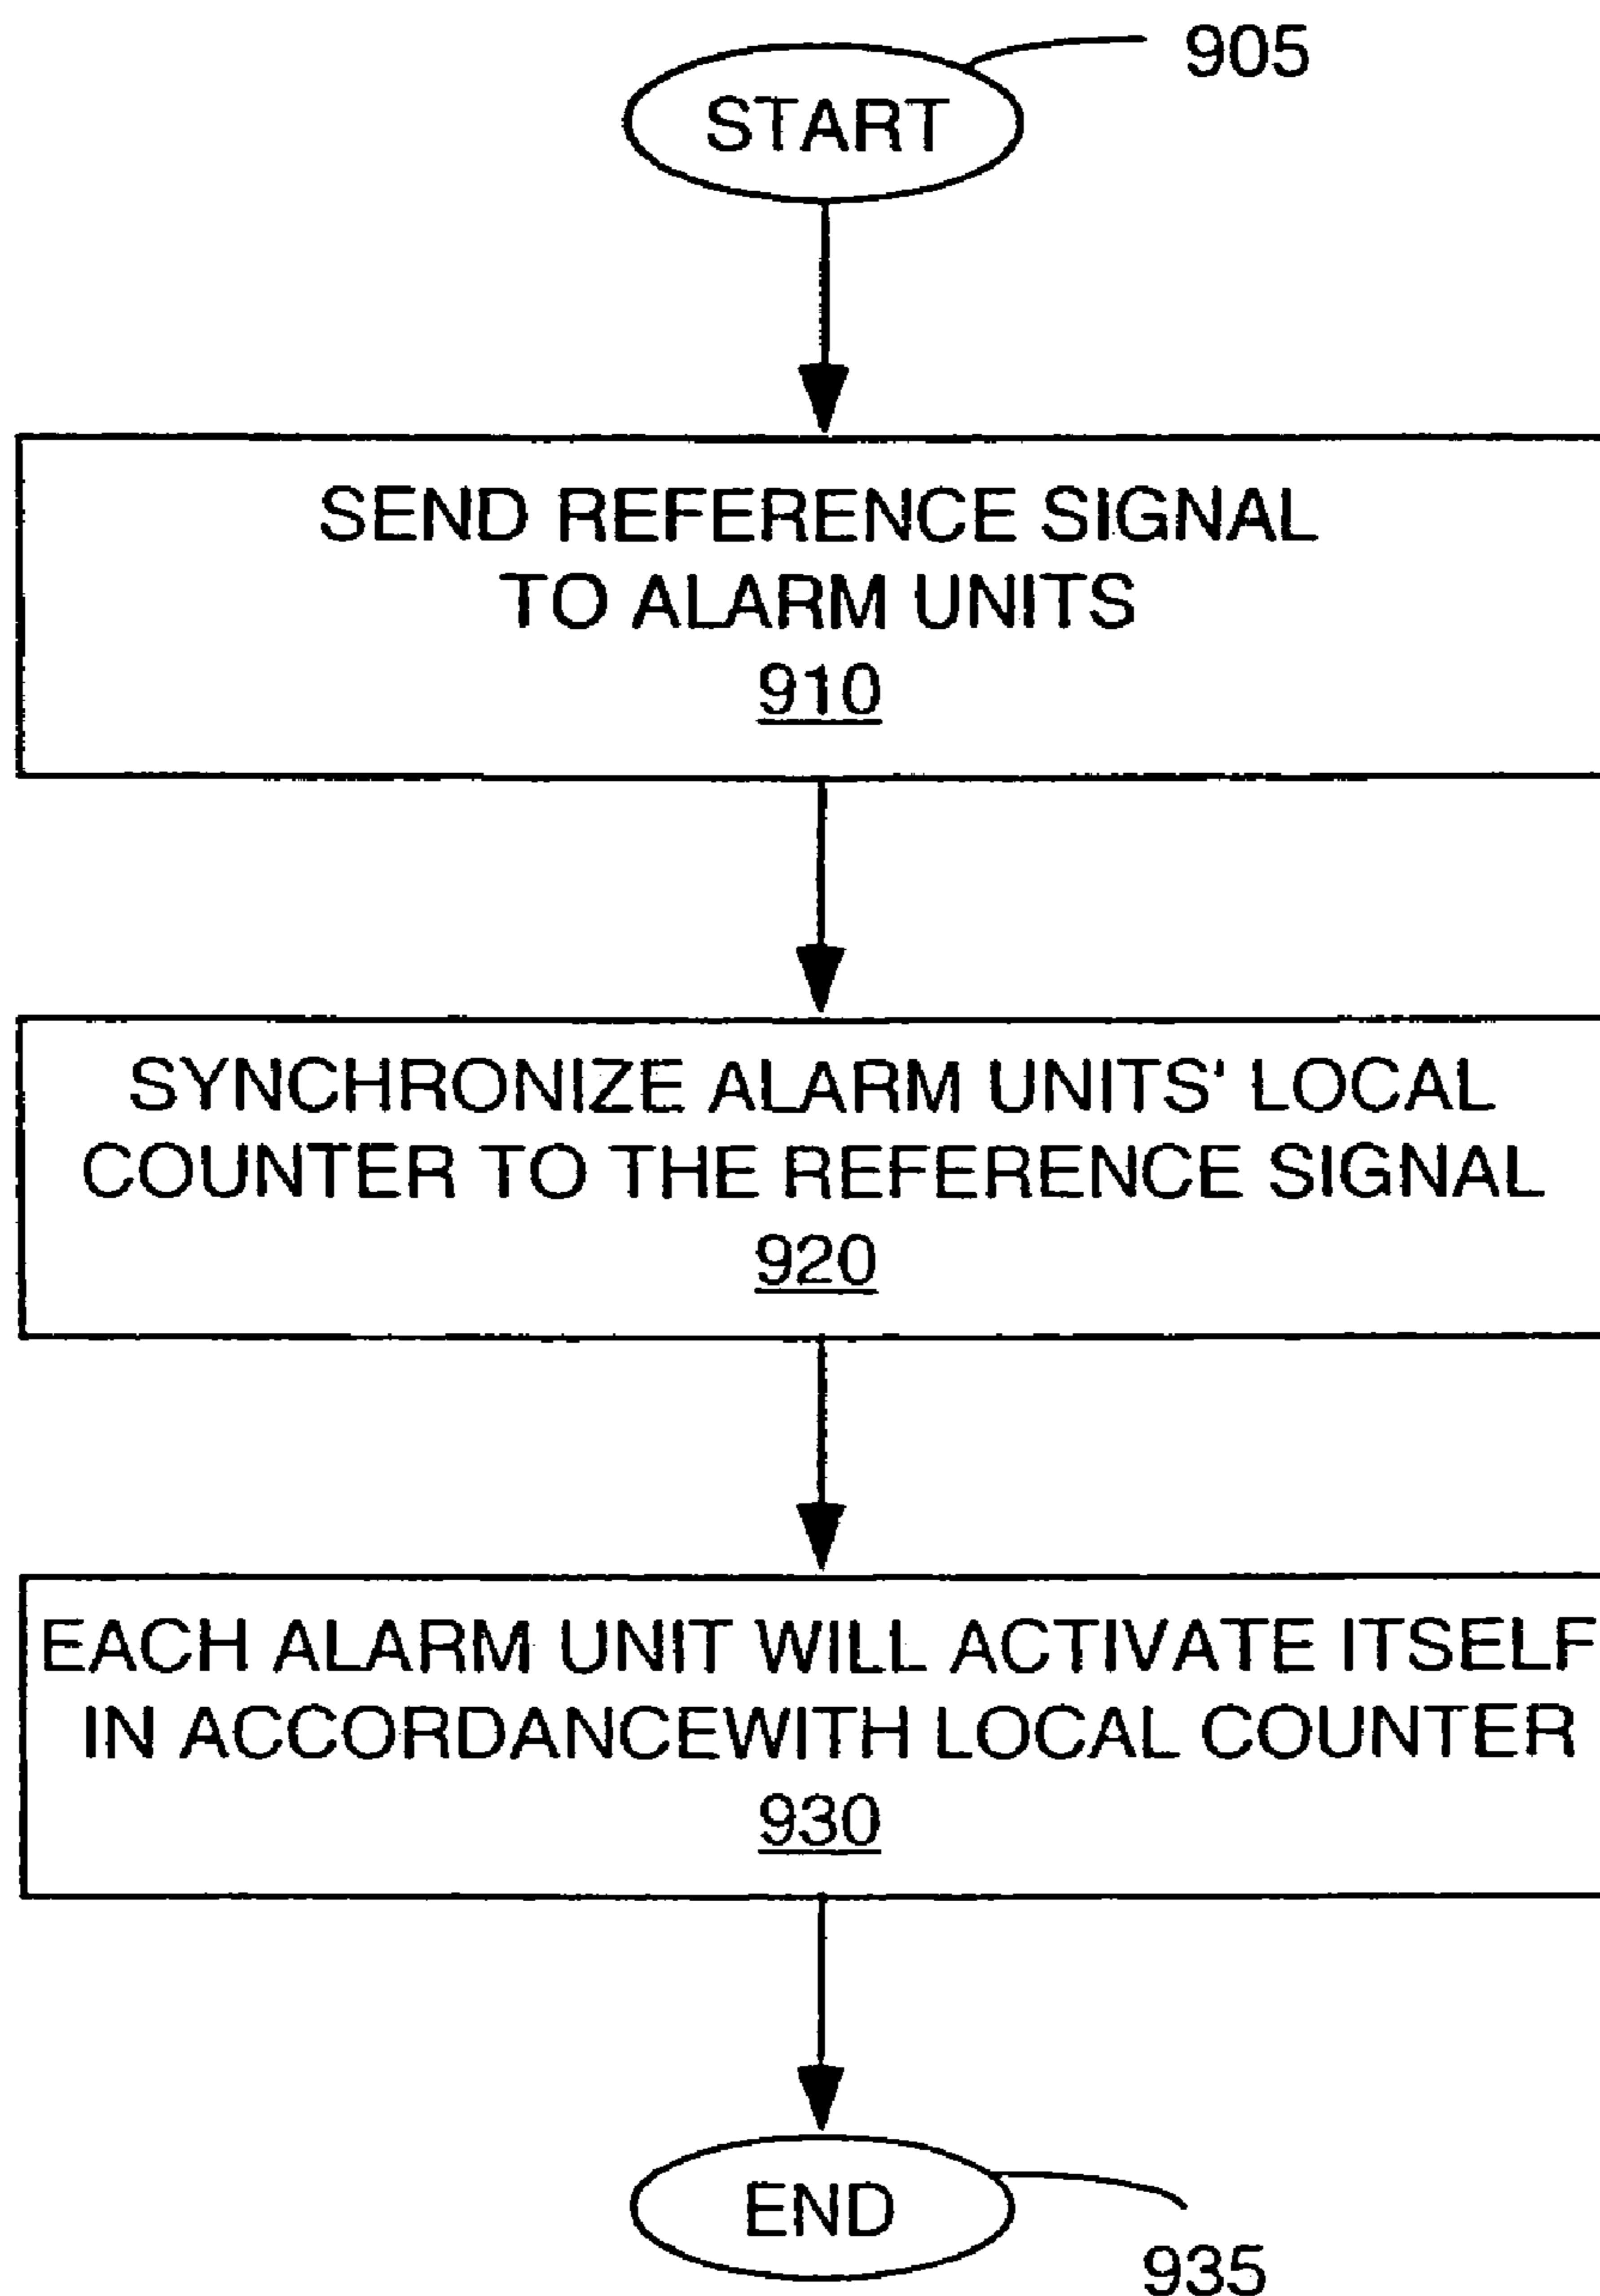 905
START
SEND REFERENCE SIGNAL
TO ALARM UNITS
910
SYNCHRONIZE ALARM UNITS' LOCAL
COUNTER TO THE REFERENCE SIGNAL
920
EACH ALARM UNIT WILL ACTIVATE ITSELF
IN ACCORDANCEWITH LOCAL COUNTER
930
END
935